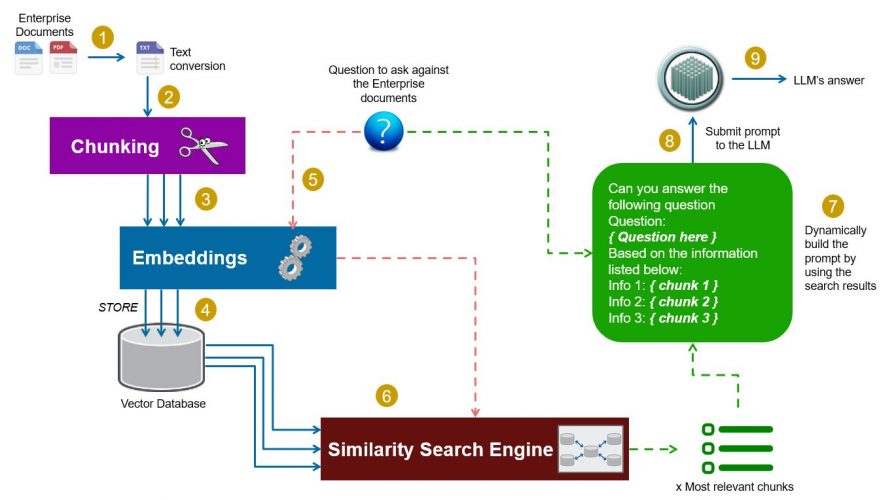 Enterprise
Documents
DOC
PDF
1
TXT
Text
conversion
2
Chunking
3
Embeddings
STORE
4
Vector Database
Question to ask against
the Enterprise
documents
?
5
6
Similarity Search Engine
x Most relevant chunks
Can you answer the
following question
Question:
{ Question here }
Based on the information
listed below:
Info 1: { chunk 1 }
Info 2: { chunk 2 }
Info 3: { chunk 3 }
7
Dynamically
build the
prompt by
using the
search results
8
Submit prompt
to the LLM
9
LLM's answer